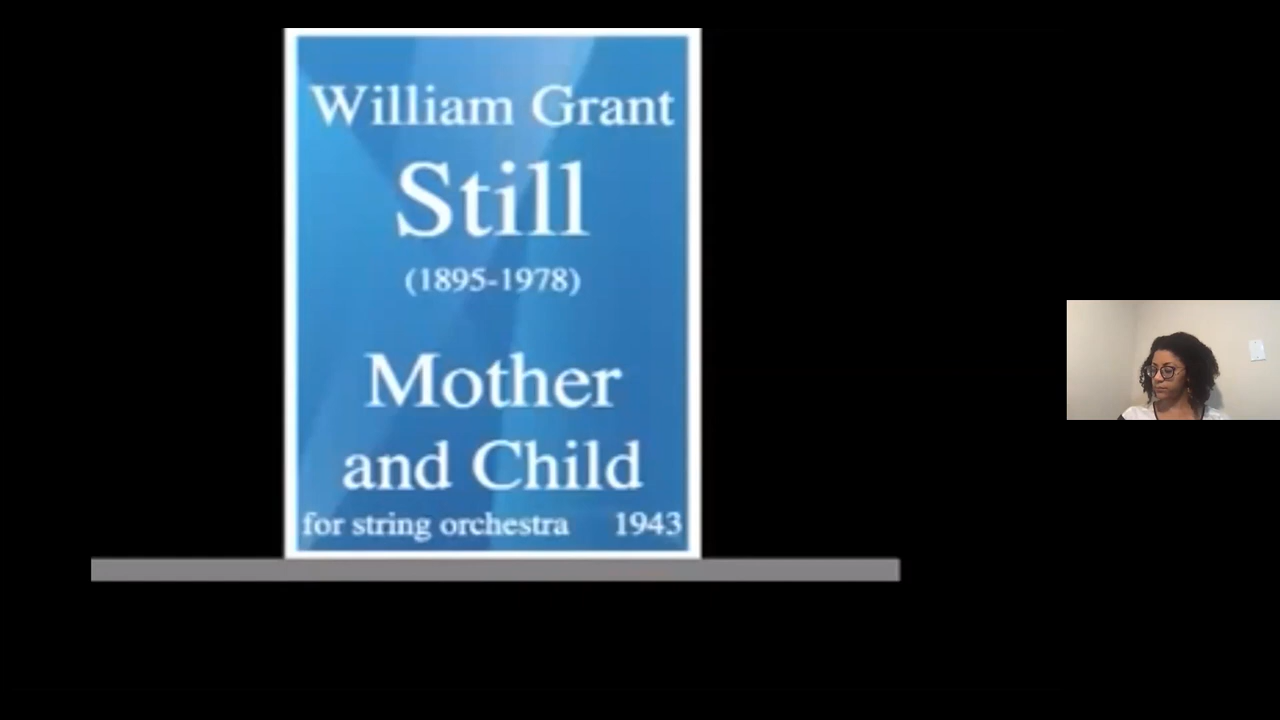 William Grant
Still
(1895-1978)
Mother
and Child
for string orchestra 1943